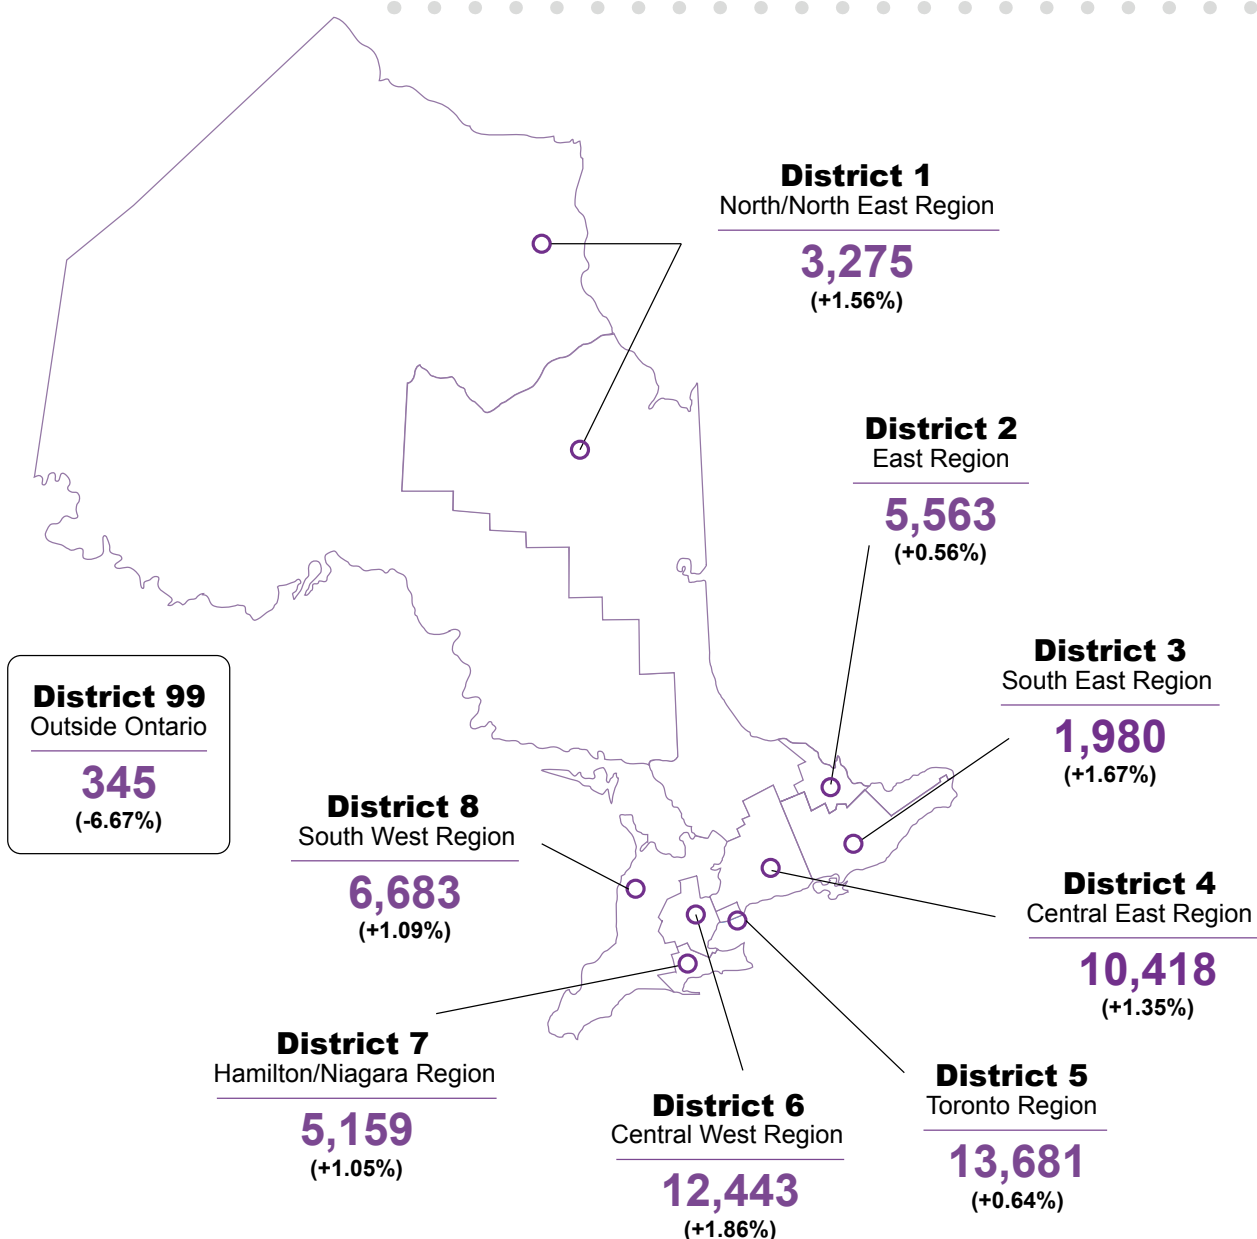 District 1
North/North East Region
3,275
(+1.56%)
District 2
East Region
5,563
(+0.56%)
District 3
South East Region
1,980
(+1.67%)
District 99
Outside Ontario
345
(-6.67%)
District 8
South West Region
6,683
(+1.09%)
District 4
Central East Region
10,418
(+1.35%)
District 7
Hamilton/Niagara Region
5,159
(+1.05%)
District 6
Central West Region
12,443
(+1.86%)
District 5
Toronto Region
13,681
(+0.64%)